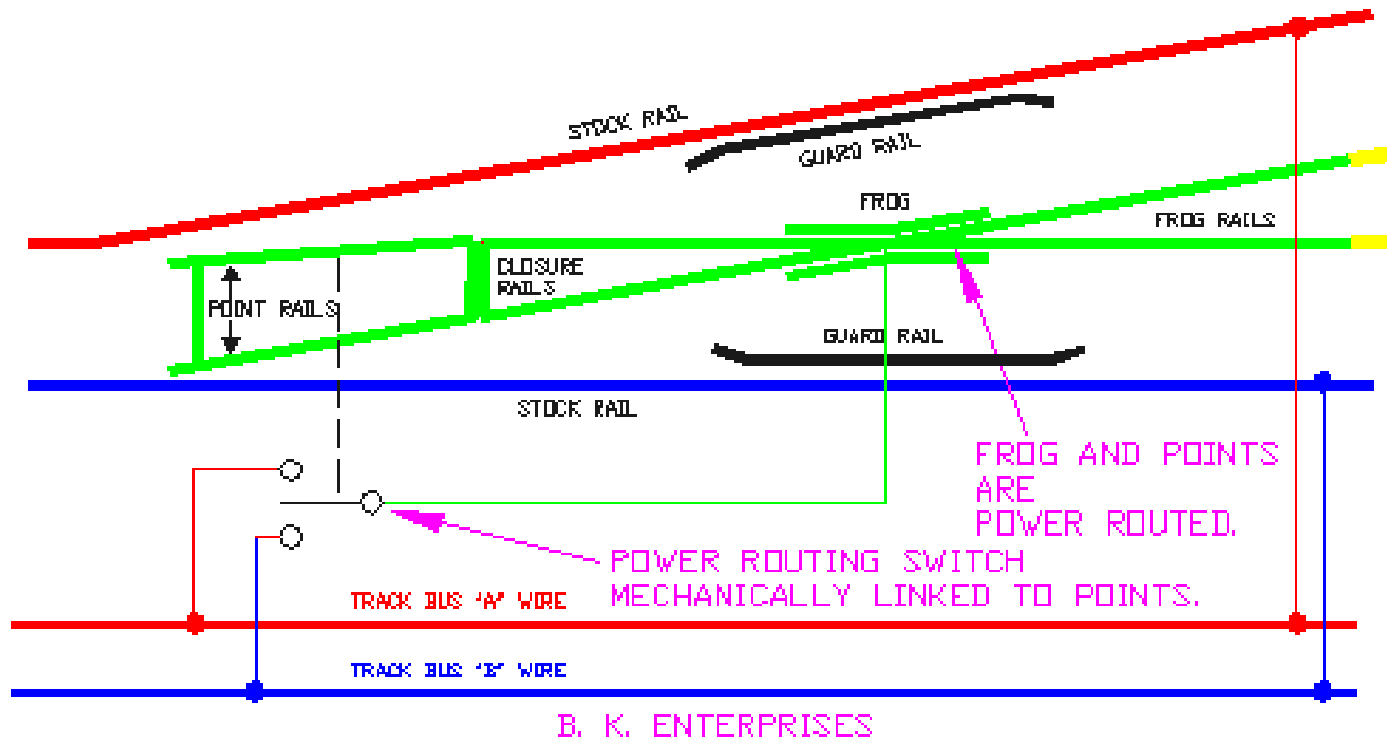 STOCK RAIL
GUARD RAIL
FROG
FROG RAILS
CLOSURE
RAILS
POINT RAILS
GUARD RAIL
STOCK RAIL
FROG AND POINTS
ARE
POWER ROUTED.
POWER ROUTING SWITCH
MECHANICALLY LINKED TO POINTS.
TRACK BUS "A" WIRE
TRACK BUS "B" WIRE
B. K. ENTERPRISES